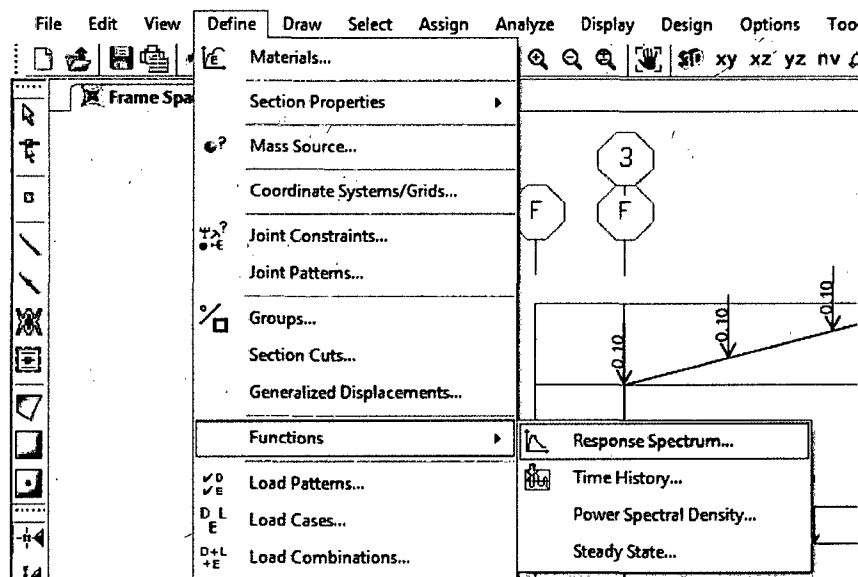 File Edit View Define Draw Select Assign Analyze Display Design Options Too
xy xz yz nv
Frame Spa
E Materials...
Section Properties
? Mass Source...
Coordinate Systems/Grids...
Joint Constraints...
Joint Patterns...
Groups...
Section Cuts...
Generalized Displacements...
Functions
Response Spectrum...
Time History...
Power Spectral Density...
Steady State...
D
E
Load Patterns...
D L
E
Load Cases...
D+L
+E
Load Combinations...
3
F F
-0.10 -0.10 -0.10